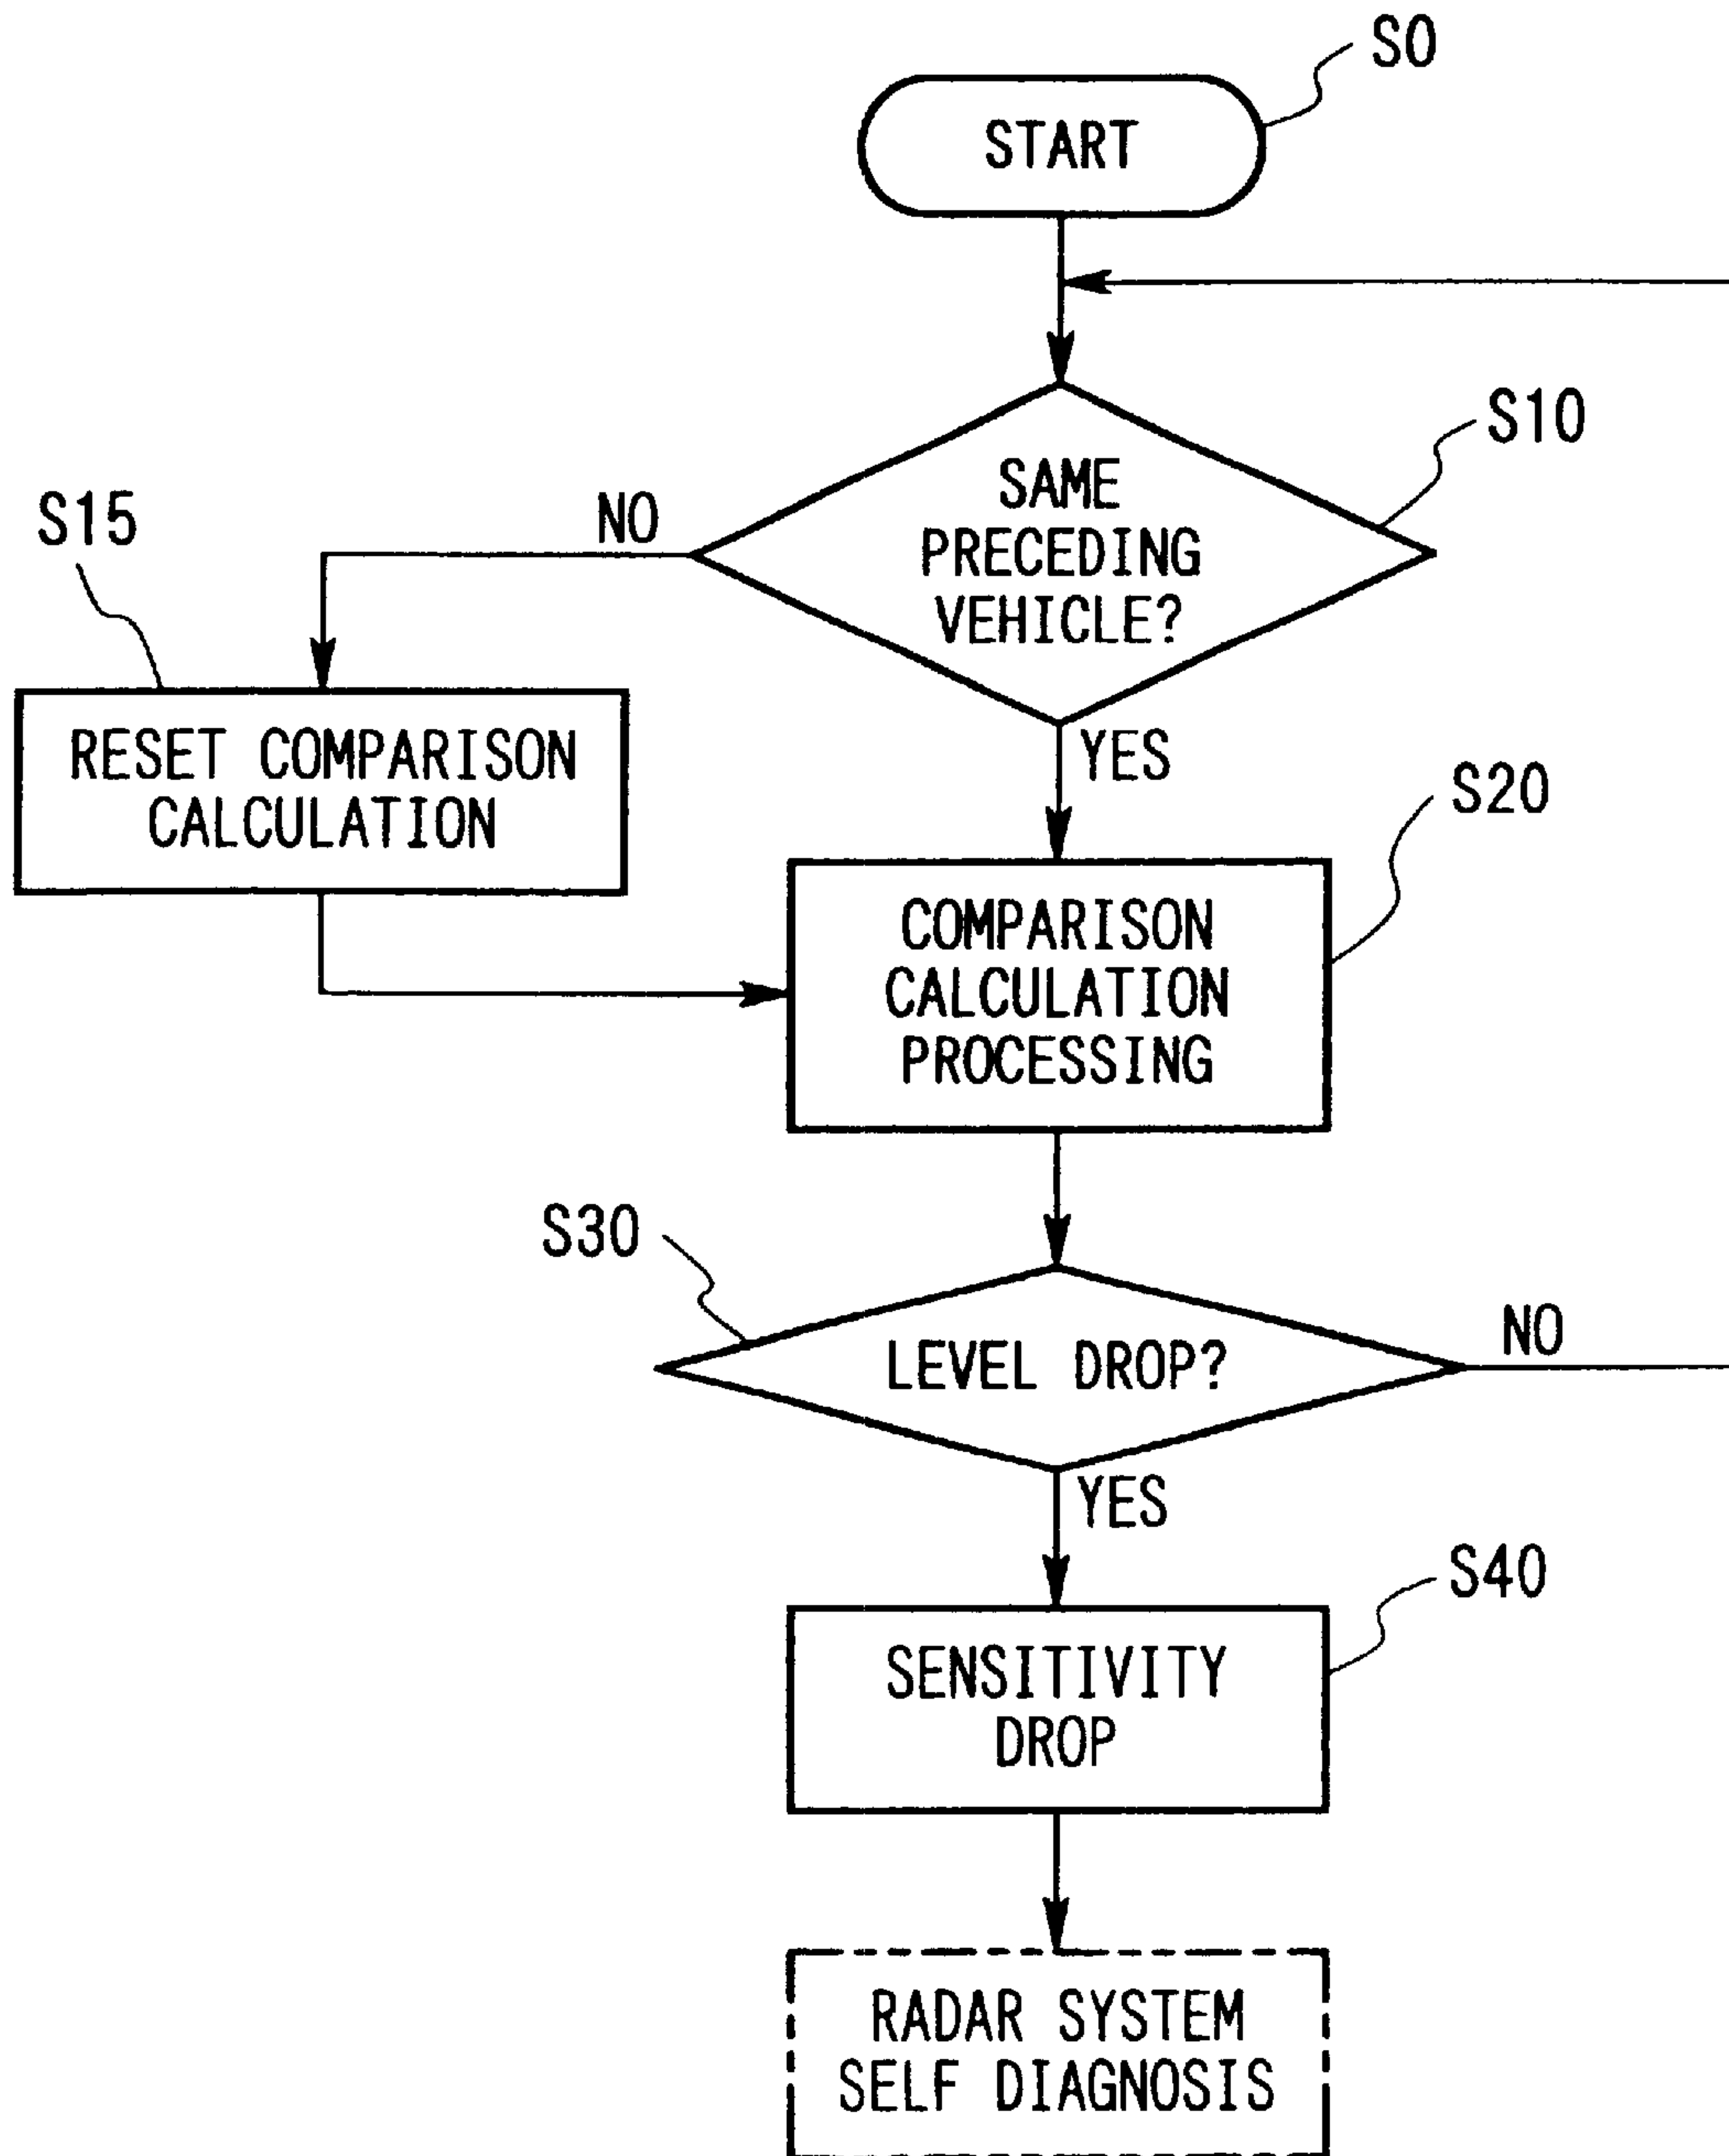 S0
START
S10
SAME
PRECEDING
VEHICLE?
NO
S15
RESET COMPARISON
CALCULATION
YES
S20
COMPARISON
CALCULATION
PROCESSING
S30
LEVEL DROP?
NO
YES
S40
SENSITIVITY
DROP
RADAR SYSTEM
SELF DIAGNOSIS